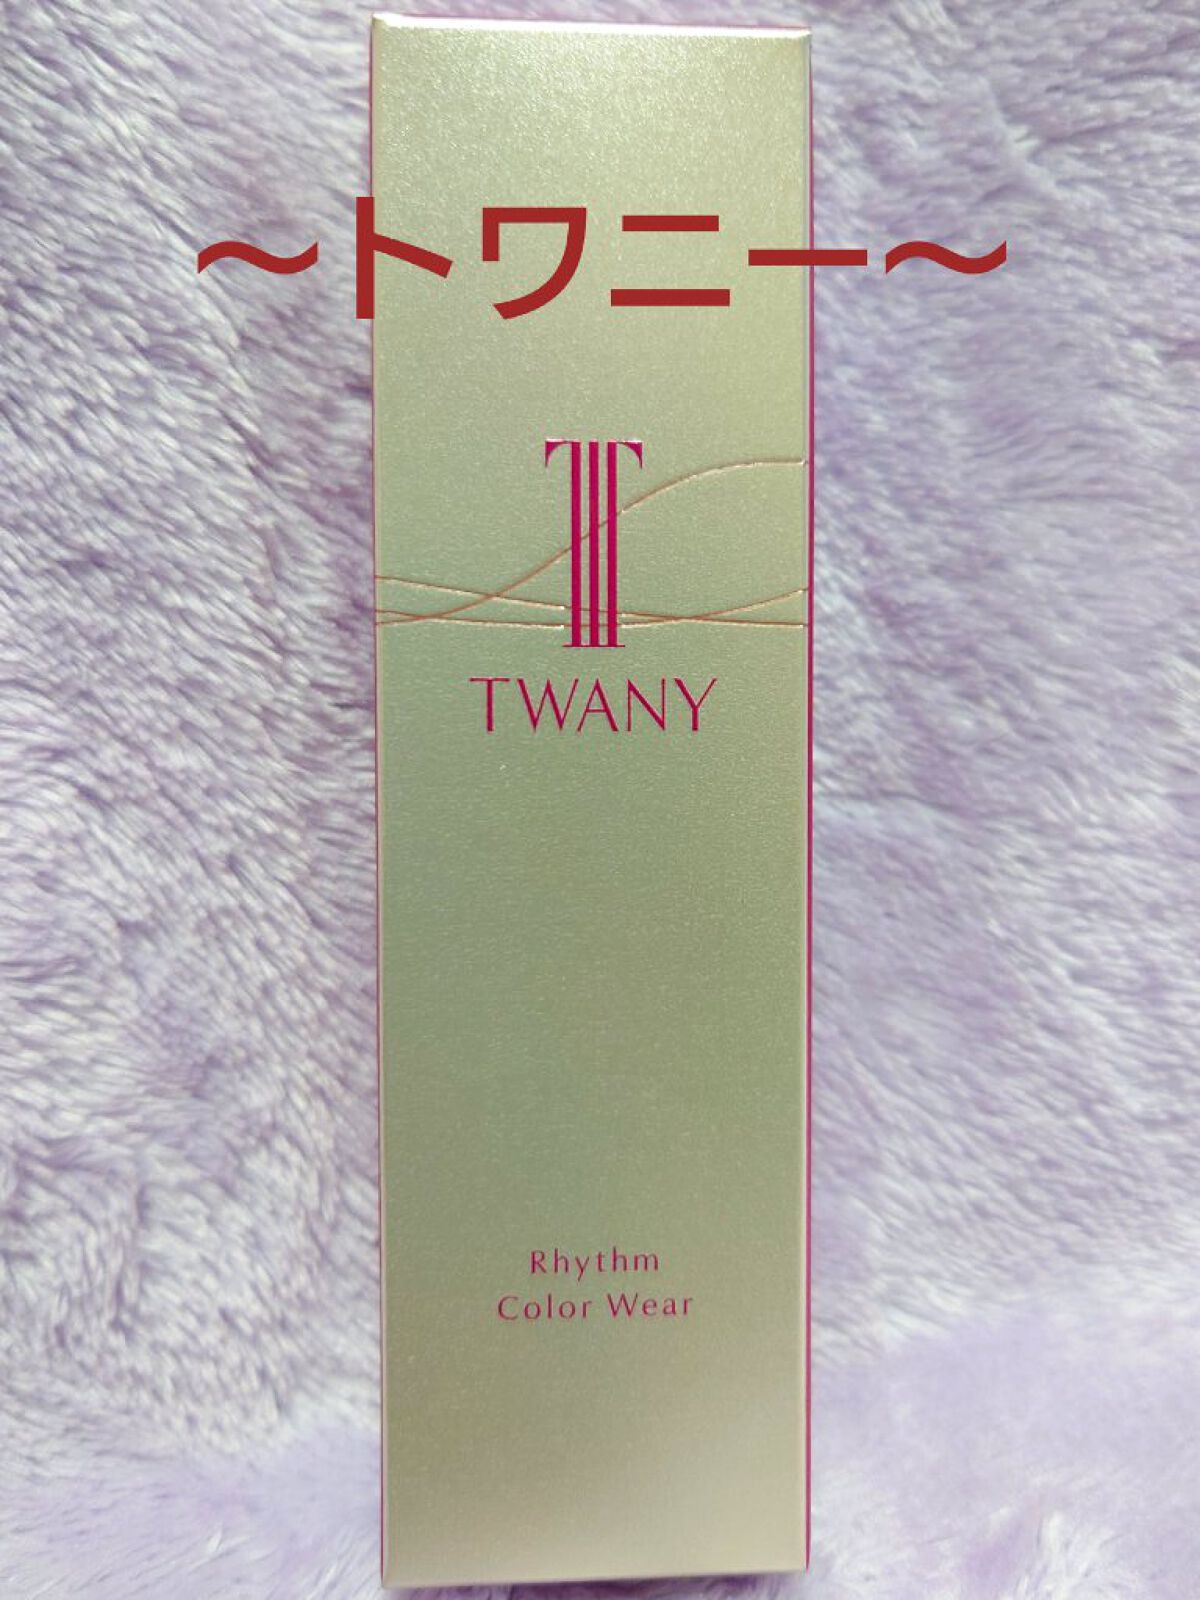 〜トワニー〜
TWANY
Rhythm
Color Wear